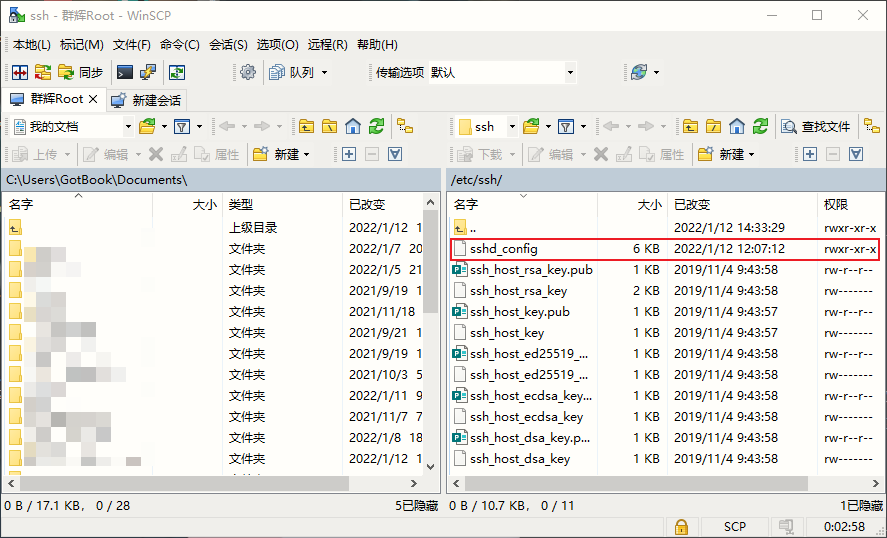 ssh - 群辉Root - WinSCP
本地(L) 标记(M) 文件(F) 命令(C) 会话(S) 选项(O) 远程(R) 帮助(H)
同步 队列 传输选项 默认
群辉Root 新建会话
我的文档 ssh 查找文件
上传 编辑 属性 新建 下载 编辑 属性 新建
C:\Users\GotBook\Documents\ /etc/ssh/
名字 大小 类型 已改变 名字 大小 已改变 权限
上级目录 2022/1/12 1 .. 2022/1/12 14:33:29 rwxr-xr-x
文件夹 2022/1/7 20 sshd_config 6 KB 2022/1/12 12:07:12 rwxr-xr-x
文件夹 2022/1/5 21 ssh_host_rsa_key.pub 1 KB 2019/11/4 9:43:58 rw-r--r--
文件夹 2021/9/19 1 ssh_host_rsa_key 2 KB 2019/11/4 9:43:58 rw-------
文件夹 2021/11/18 ssh_host_key.pub 1 KB 2019/11/4 9:43:57 rw-r--r--
文件夹 2021/9/21 1 ssh_host_key 1 KB 2019/11/4 9:43:57 rw-------
文件夹 2021/9/19 1 ssh_host_ed25519_... 1 KB 2019/11/4 9:43:58 rw-r--r--
文件夹 2021/10/3 5 ssh_host_ed25519_... 1 KB 2019/11/4 9:43:58 rw-------
文件夹 2022/1/11 9 ssh_host_ecdsa_key... 1 KB 2019/11/4 9:43:58 rw-r--r--
文件夹 2021/11/7 7 ssh_host_ecdsa_key 1 KB 2019/11/4 9:43:58 rw-------
文件夹 2022/1/8 18 ssh_host_dsa_key.p... 1 KB 2019/11/4 9:43:58 rw-r--r--
文件夹 2022/1/12 1 ssh_host_dsa_key 1 KB 2019/11/4 9:43:58 rw-------
0 B / 17.1 KB， 0 / 28 5已隐藏 0 B / 10.7 KB， 0 / 11 1已隐藏
SCP 0:02:58